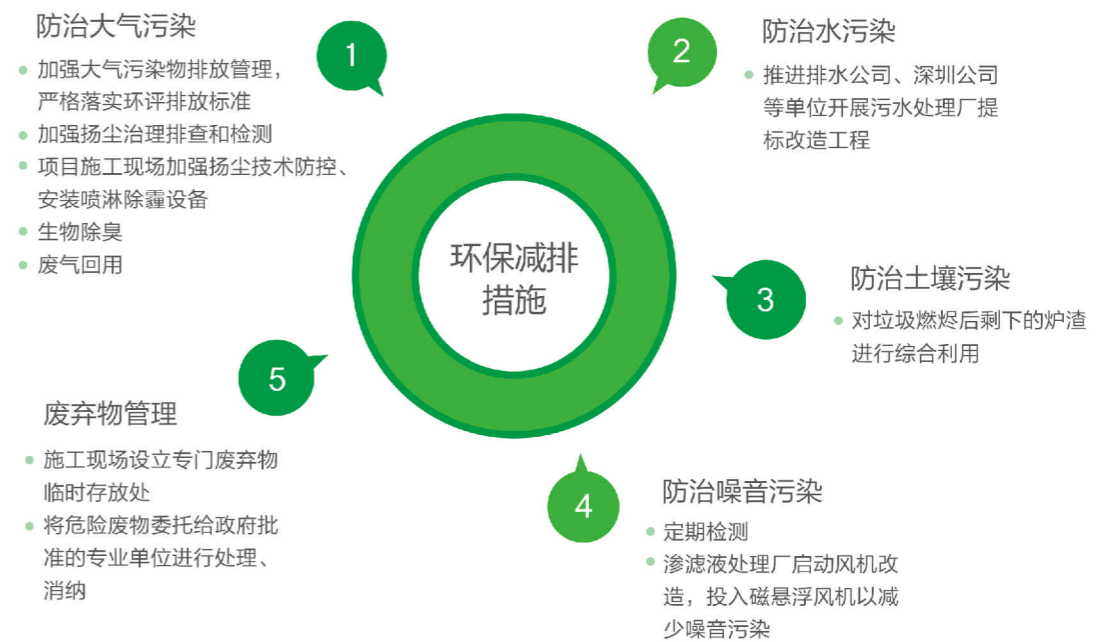 防治大气污染
加强大气污染物排放管理，
严格落实环评排放标准
加强扬尘治理排查和检测
项目施工现场加强扬尘技术防控、
安装喷淋除霾设备
生物除臭
废气回用
1
2
防治水污染
推进排水公司、深圳公司
等单位开展污水处理厂提
标改造工程
环保减排
措施
3
防治土壤污染
对垃圾燃烬后剩下的炉渣
进行综合利用
4
防治噪音污染
定期检测
渗滤液处理厂启动风机改
造，投入磁悬浮风机以减
少噪音污染
5
废弃物管理
施工现场设立专门废弃物
临时存放处
将危险废物委托给政府批
准的专业单位进行处理、
消纳